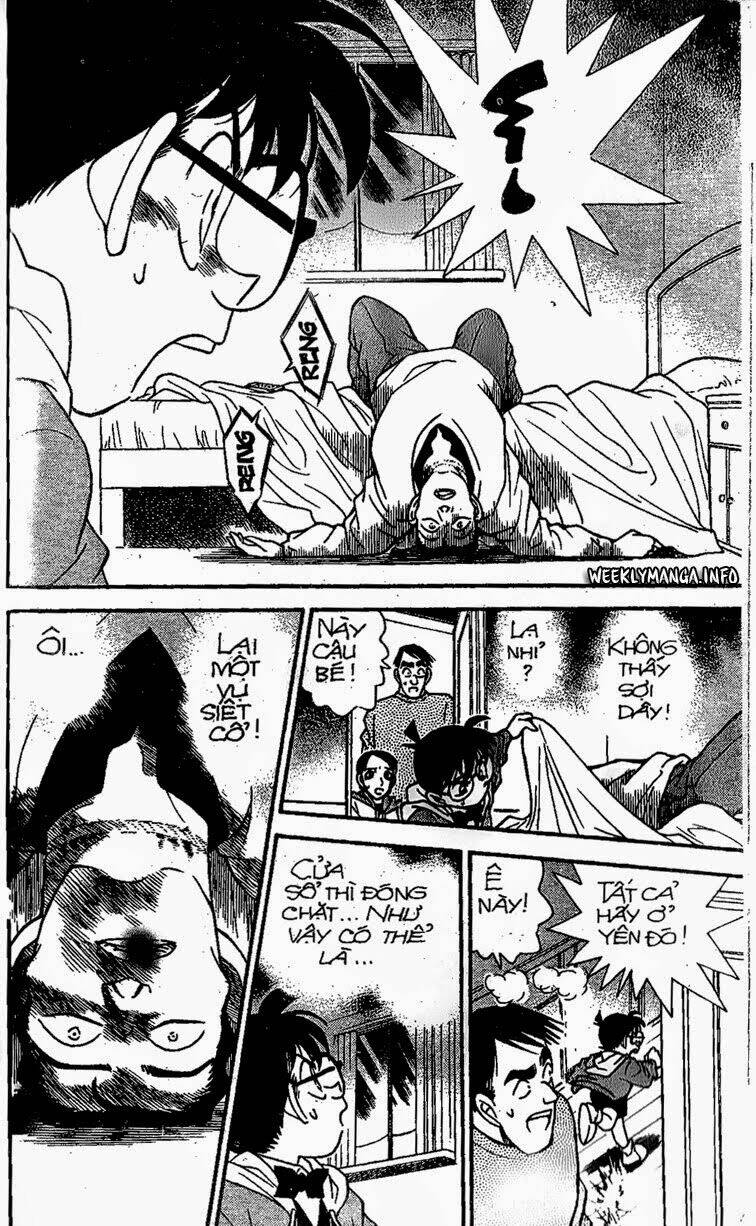 RENG
RENG
WEEKLYMANGA.INFO
ÔI...
LẠI
MỘT
VỤ
SIẾT
CỔ!
NÀY
CẬU
BÉ!
LẠ
NHỈ
?
KHÔNG
THẤY
SỢI
DÂY!
CỬA
SỔ THÌ ĐÓNG
CHẶT... NHƯ
VẬY CÓ THỂ
LÀ...
Ê
NÀY!
TẤT CẢ
HÃY Ở
YÊN ĐÓ!